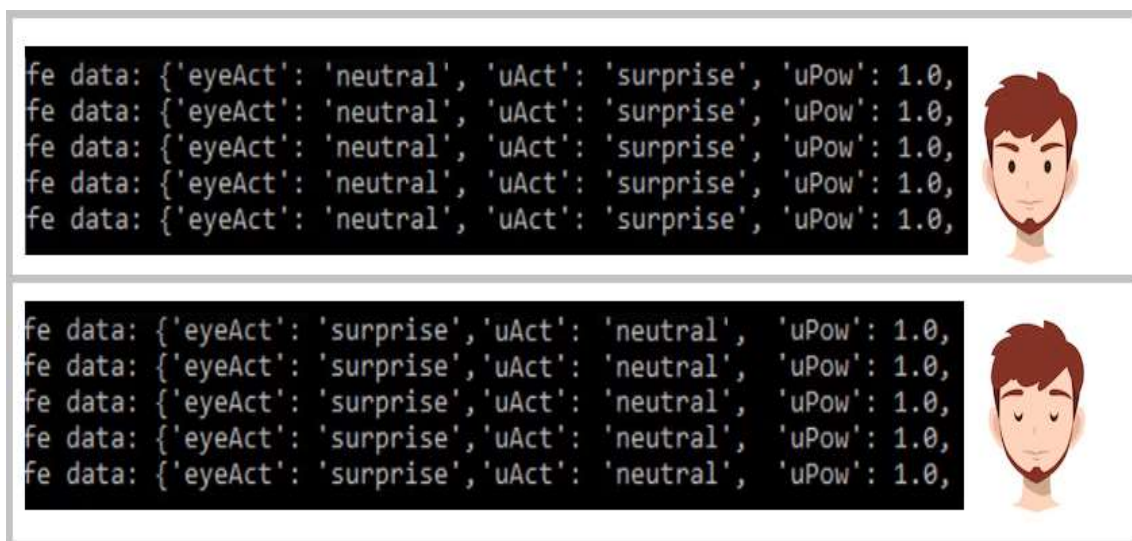 fe data: {'eyeAct': 'neutral', 'uAct': 'surprise', 'uPow': 1.0,
fe data: {'eyeAct': 'neutral', 'uAct': 'surprise', 'uPow': 1.0,
fe data: {'eyeAct': 'neutral', 'uAct': 'surprise', 'uPow': 1.0,
fe data: {'eyeAct': 'neutral', 'uAct': 'surprise', 'uPow': 1.0,
fe data: {'eyeAct': 'neutral', 'uAct': 'surprise', 'uPow': 1.0,
fe data: {'eyeAct': 'surprise','uAct': 'neutral', 'uPow': 1.0,
fe data: {'eyeAct': 'surprise','uAct': 'neutral', 'uPow': 1.0,
fe data: {'eyeAct': 'surprise','uAct': 'neutral', 'uPow': 1.0,
fe data: {'eyeAct': 'surprise','uAct': 'neutral', 'uPow': 1.0,
fe data: {'eyeAct': 'surprise','uAct': 'neutral', 'uPow': 1.0,